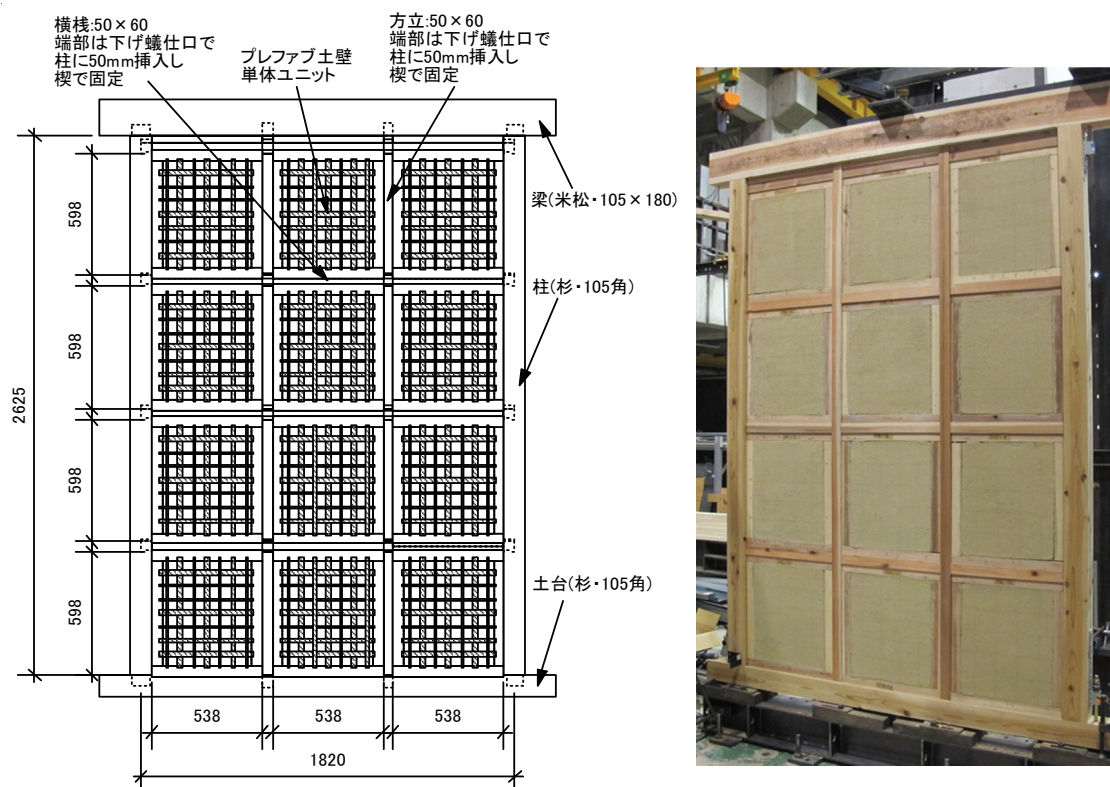 横桟:50×60
端部は下げ蟻仕口で
柱に50mm挿入し
楔で固定
プレファブ土壁
単体ユニット
方立:50×60
端部は下げ蟻仕口で
柱に50mm挿入し
楔で固定
梁(米松・105×180)
柱(杉・105角)
土台(杉・105角)
598
598
598
598
2625
538
538
538
1820